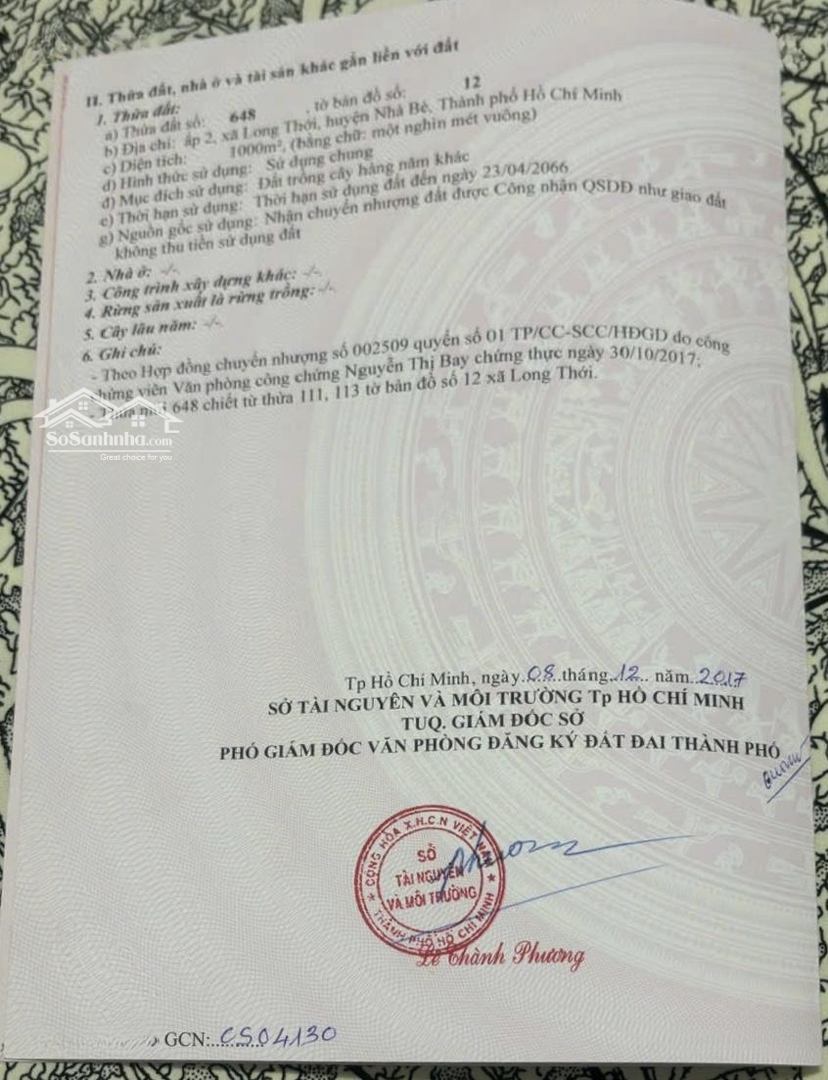 II. Thửa đất, nhà ở và tài sản khác gắn liền với đất
1. Thửa đất:
a) Thửa đất số: 648 , tờ bản đồ số: 12
b) Địa chỉ: ấp 2, xã Long Thới, huyện Nhà Bè, Thành phố Hồ Chí Minh
c) Diện tích: 1000m², (bằng chữ: một nghìn mét vuông)
d) Hình thức sử dụng: Sử dụng chung
đ) Mục đích sử dụng: Đất trồng cây hàng năm khác
e) Thời hạn sử dụng: Thời hạn sử dụng đất đến ngày 23/04/2066
g) Nguồn gốc sử dụng: Nhận chuyển nhượng đất được Công nhận QSDĐ như giao đất
không thu tiền sử dụng đất
2. Nhà ở: -/-
3. Công trình xây dựng khác: -/-
4. Rừng sản xuất là rừng trồng: -/-
5. Cây lâu năm: -/-
6. Ghi chú:
- Theo Hợp đồng chuyển nhượng số 002509 quyển số 01 TP/CC-SCC/HĐGD do công
chứng viên Văn phòng công chứng Nguyễn Thị Bay chứng thực ngày 30/10/2017;
- Thửa mới 648 chiết từ thửa 111, 113 tờ bản đồ số 12 xã Long Thới.
SoSanhnha.com
Great choice for you
Tp Hồ Chí Minh, ngày 08 tháng 12 năm 2017
SỞ TÀI NGUYÊN VÀ MÔI TRƯỜNG Tp HỒ CHÍ MINH
TUQ. GIÁM ĐỐC SỞ
PHÓ GIÁM ĐỐC VĂN PHÒNG ĐĂNG KÝ ĐẤT ĐAI THÀNH PHỐ
CỘNG HÒA X.H.C.N VIỆT NAM
SỞ
TÀI NGUYÊN
VÀ MÔI TRƯỜNG
THÀNH PHỐ HỒ CHÍ MINH
Lê Thành Phương
GCN: CS04130